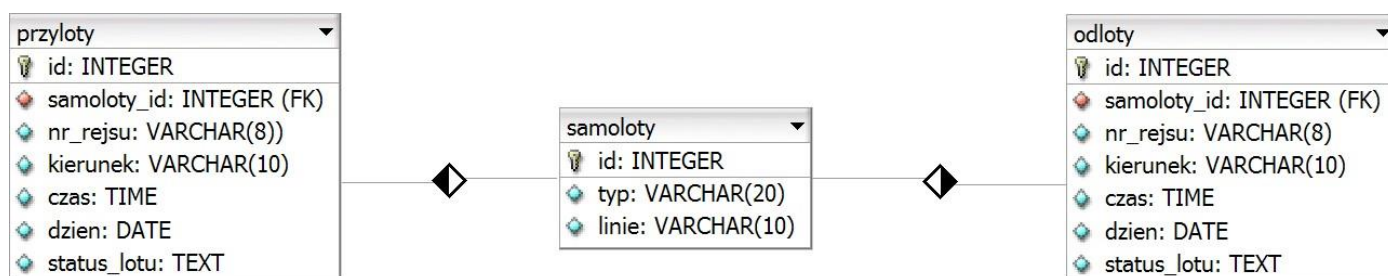 przyloty
id: INTEGER
samoloty_id: INTEGER (FK)
nr_rejsu: VARCHAR(8))
kierunek: VARCHAR(10)
czas: TIME
dzien: DATE
status_lotu: TEXT
samoloty
id: INTEGER
typ: VARCHAR(20)
linie: VARCHAR(10)
odloty
id: INTEGER
samoloty_id: INTEGER (FK)
nr_rejsu: VARCHAR(8)
kierunek: VARCHAR(10)
czas: TIME
dzien: DATE
status_lotu: TEXT